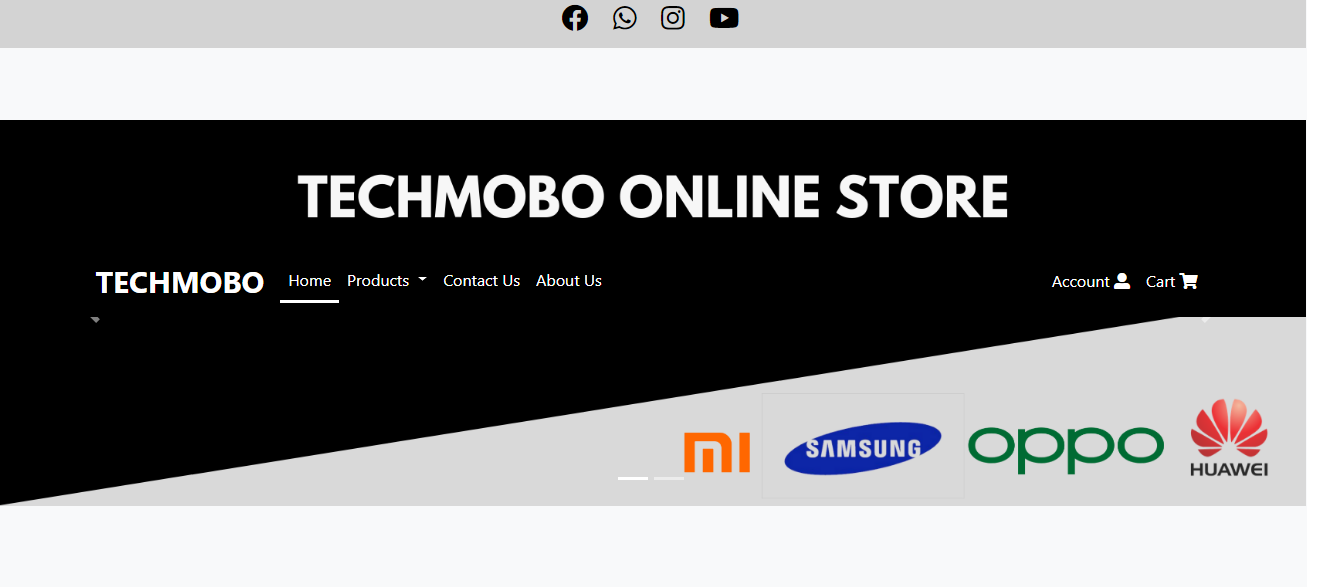 TECHMOBO ONLINE STORE
TECHMOBO Home Products Contact Us About Us Account Cart
mi SAMSUNG oppo HUAWEI